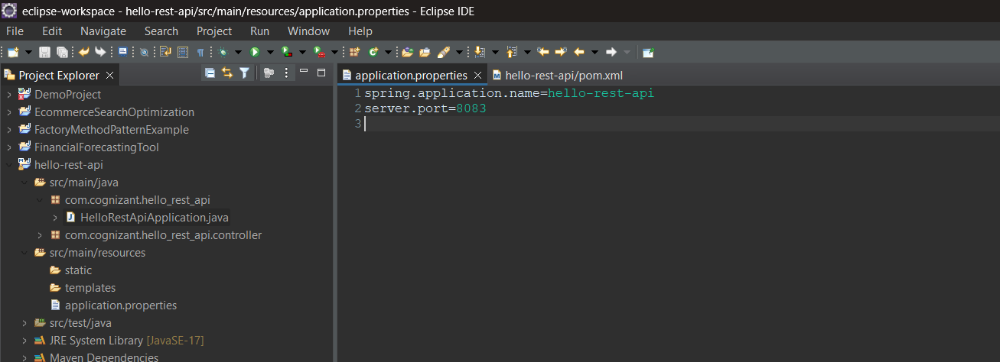 eclipse-workspace - hello-rest-api/src/main/resources/application.properties - Eclipse IDE
File Edit Navigate Search Project Run Window Help
Project Explorer
application.properties
hello-rest-api/pom.xml
DemoProject
EcommerceSearchOptimization
FactoryMethodPatternExample
FinancialForecastingTool
hello-rest-api
src/main/java
com.cognizant.hello_rest_api
HelloRestApiApplication.java
com.cognizant.hello_rest_api.controller
src/main/resources
static
templates
application.properties
src/test/java
JRE System Library [JavaSE-17]
Maven Dependencies
1 spring.application.name=hello-rest-api
2 server.port=8083
3